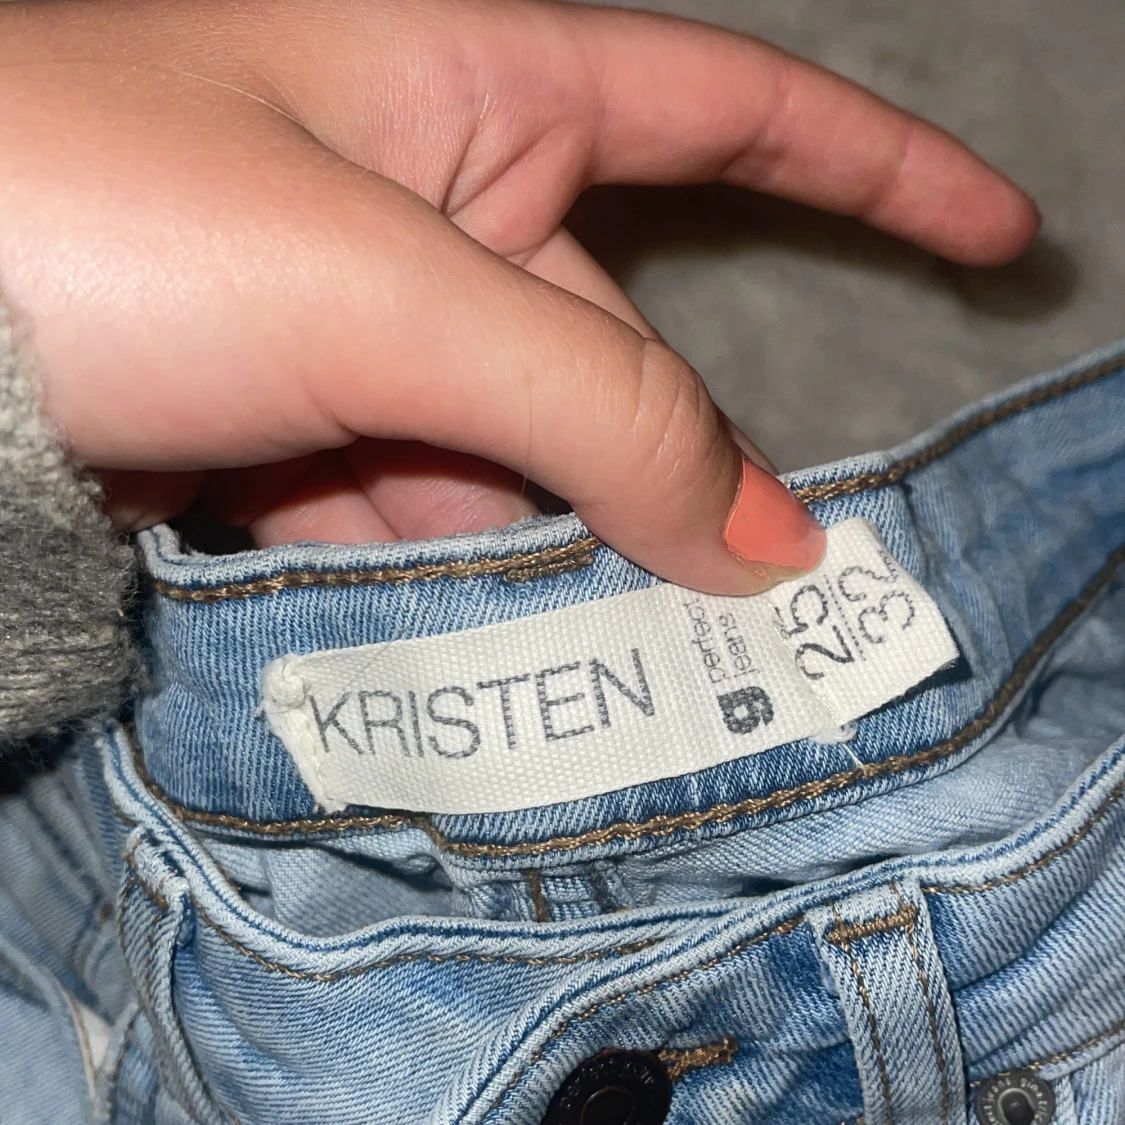 KRISTEN
perfect
jeans
g
25
32